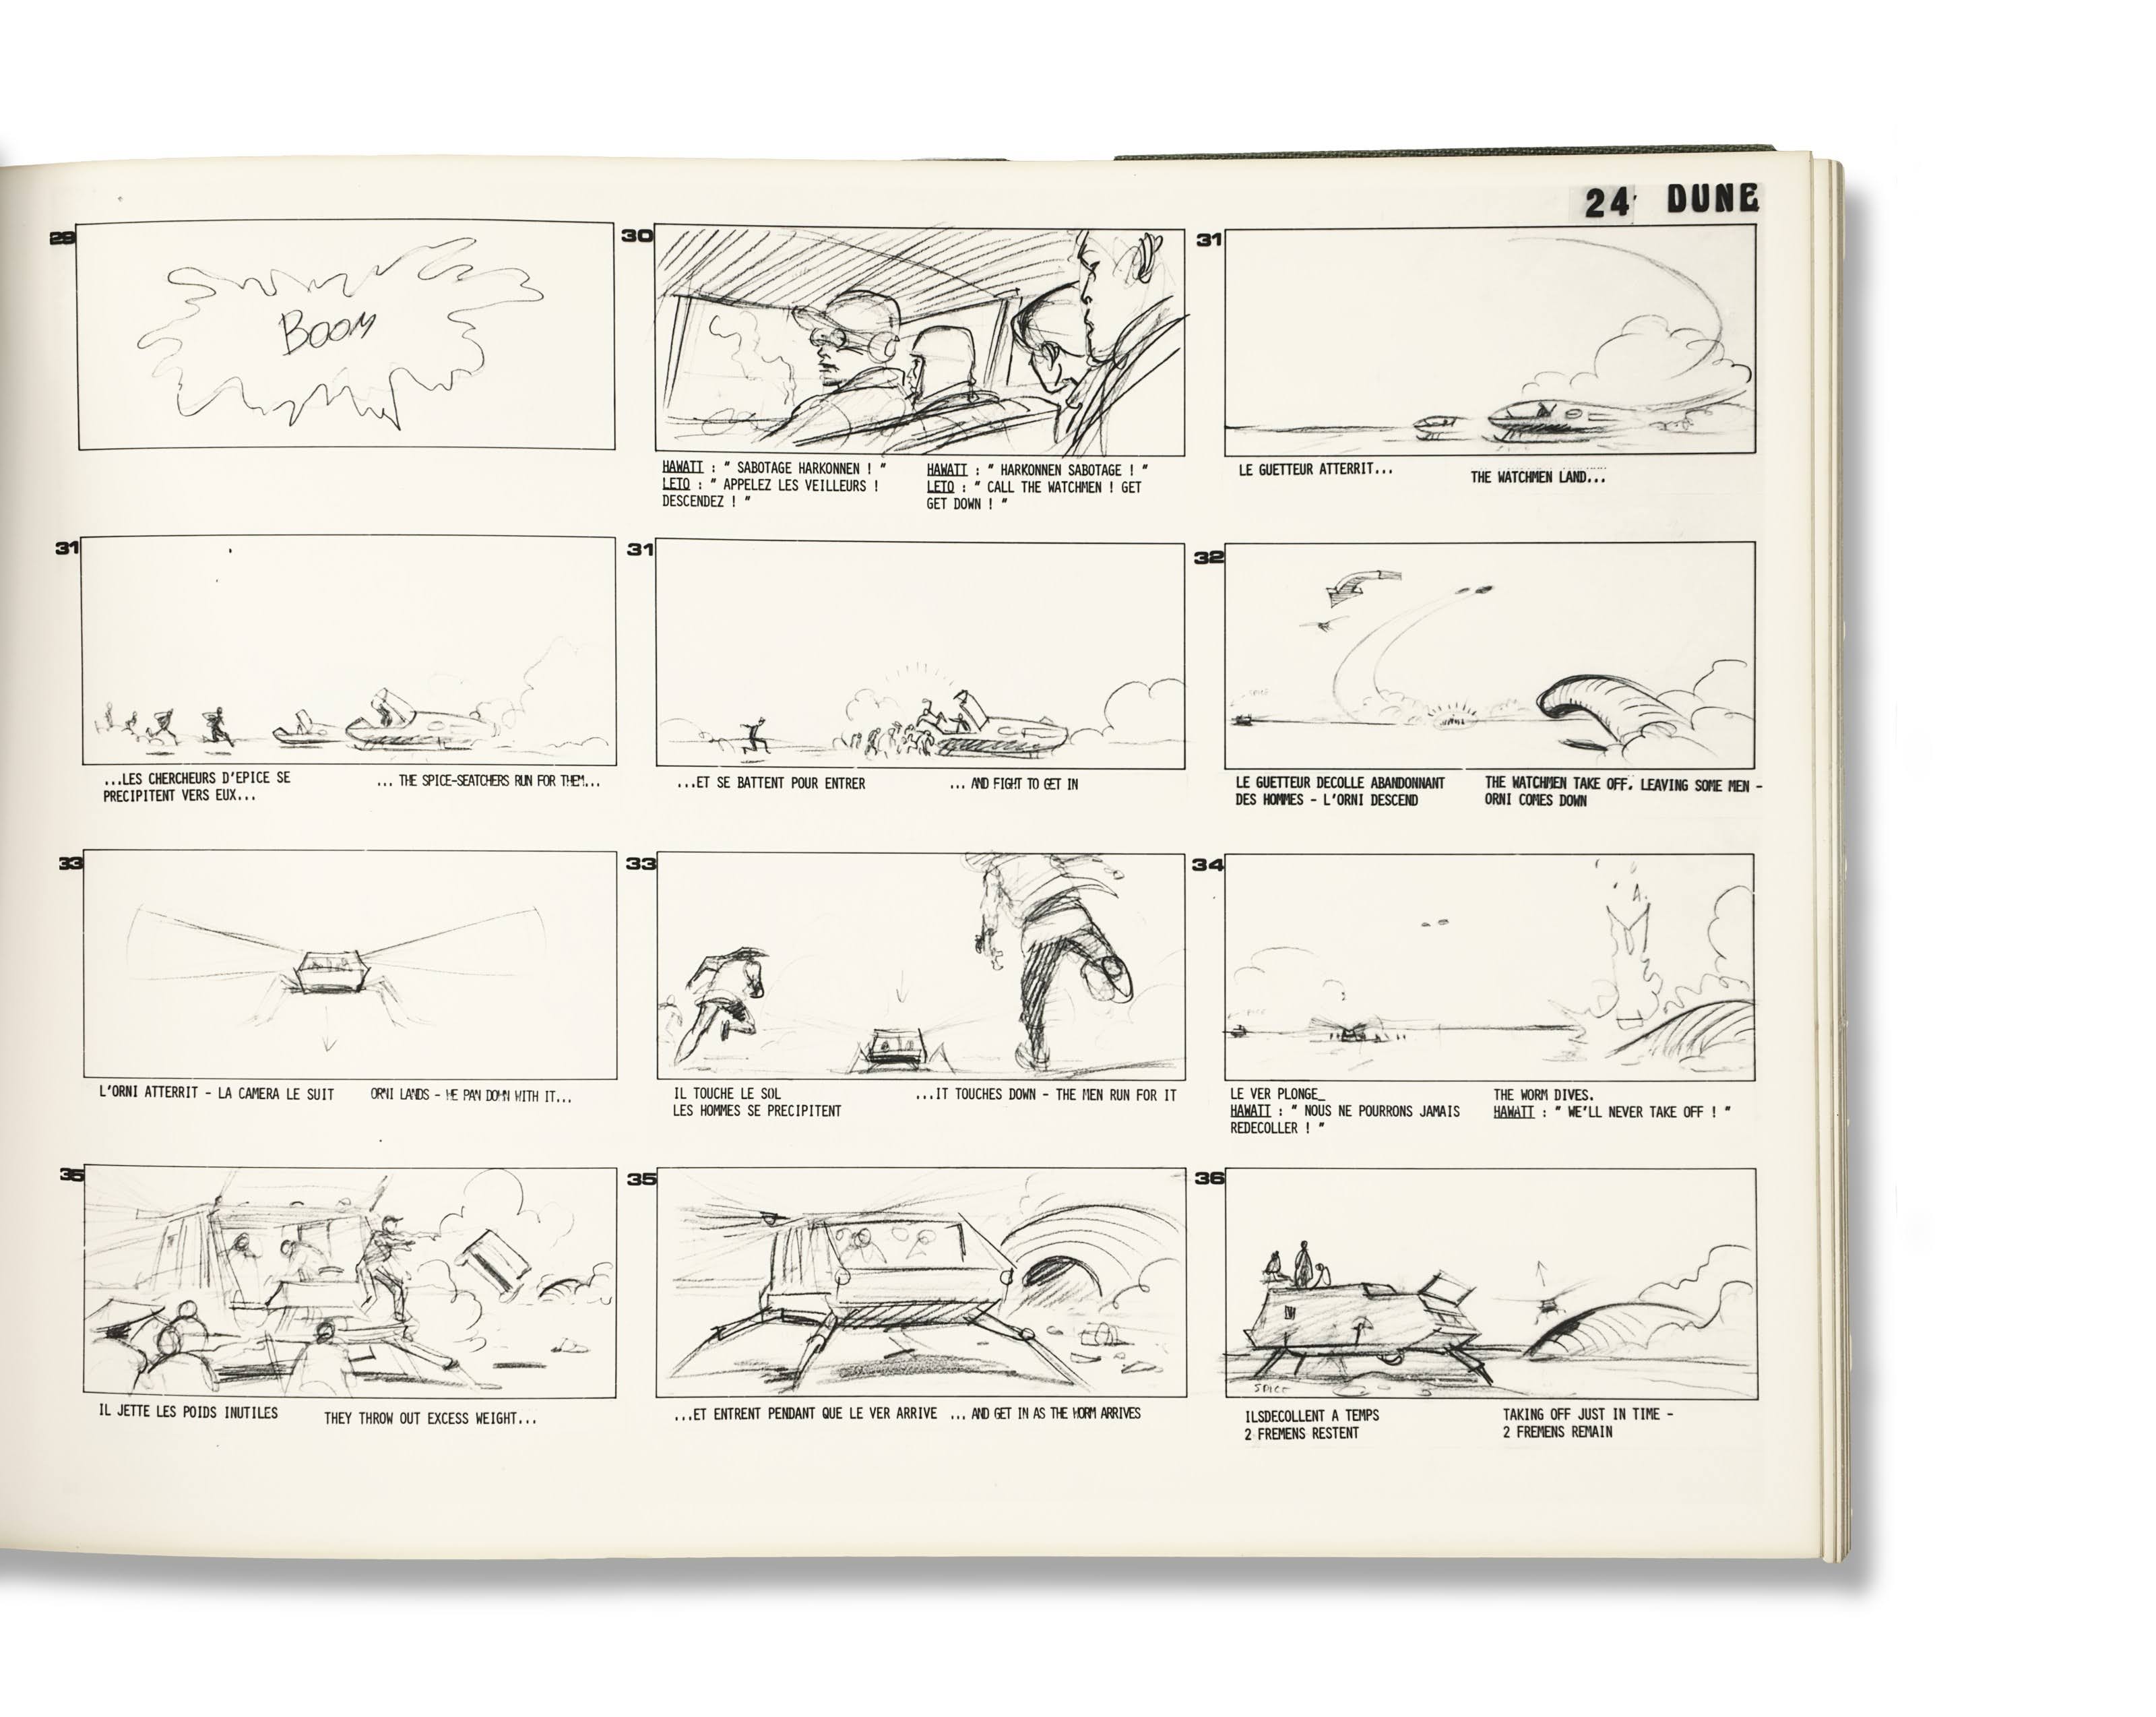 24 DUNE
29
BOOM
30
HAWATT : " SABOTAGE HARKONNEN ! "
LETO : " APPELEZ LES VEILLEURS !
DESCENDEZ ! "
HAWATT : " HARKONNEN SABOTAGE ! "
LETO : " CALL THE WATCHMEN ! GET
GET DOWN ! "
31
LE GUETTEUR ATTERRIT...
THE WATCHMEN LAND...
31
...LES CHERCHEURS D'EPICE SE
PRECIPITENT VERS EUX...
... THE SPICE-SEATCHERS RUN FOR THEM...
31
...ET SE BATTENT POUR ENTRER
... AND FIGHT TO GET IN
32
LE GUETTEUR DECOLLE ABANDONNANT
DES HOMMES - L'ORNI DESCEND
THE WATCHMEN TAKE OFF. LEAVING SOME MEN -
ORNI COMES DOWN
33
L'ORNI ATTERRIT - LA CAMERA LE SUIT
ORNI LANDS - WE PAN DOWN WITH IT...
33
IL TOUCHE LE SOL
LES HOMMES SE PRECIPITENT
...IT TOUCHES DOWN - THE MEN RUN FOR IT
34
LE VER PLONGE_
HAWATT : " NOUS NE POURRONS JAMAIS
REDECOLLER ! "
THE WORM DIVES.
HAWATT : " WE'LL NEVER TAKE OFF ! "
35
IL JETTE LES POIDS INUTILES
THEY THROW OUT EXCESS WEIGHT...
35
...ET ENTRENT PENDANT QUE LE VER ARRIVE
... AND GET IN AS THE WORM ARRIVES
36
SPICE
ILSDECOLLENT A TEMPS
2 FREMENS RESTENT
TAKING OFF JUST IN TIME -
2 FREMENS REMAIN